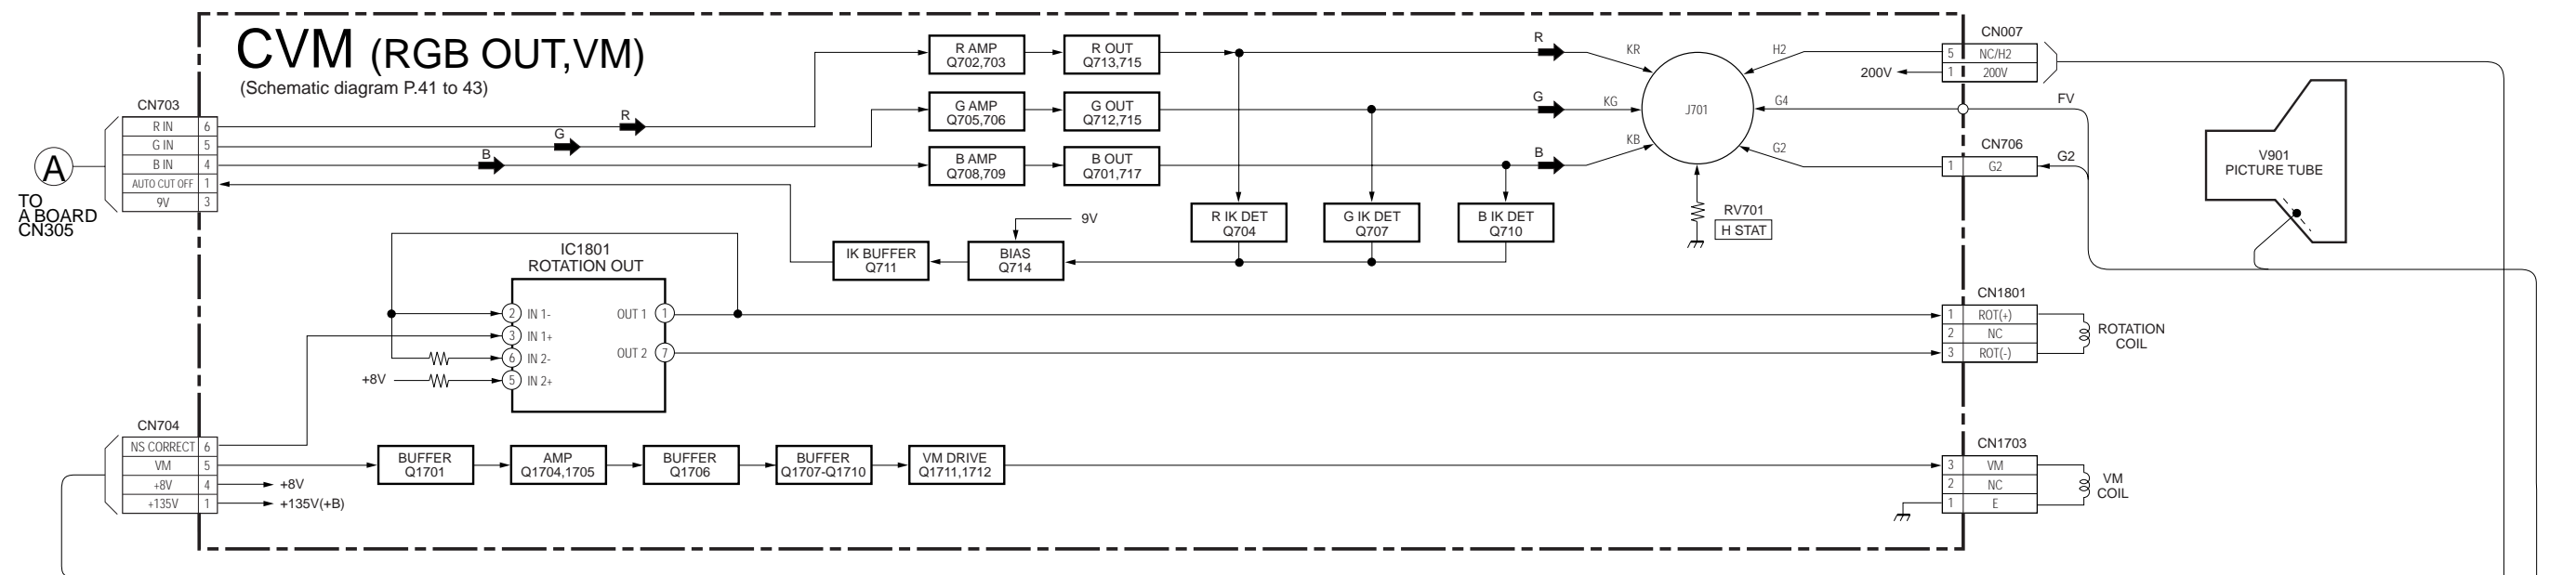 CVM (RGB OUT,VM)
(Schematic diagram P.41 to 43)
CN703
R IN 6
G IN 5
B IN 4
AUTO CUT OFF 1
9V 3
A
TO
A BOARD
CN305
R
G
B
R AMP
Q702,703
R OUT
Q713,715
G AMP
Q705,706
G OUT
Q712,715
B AMP
Q708,709
B OUT
Q701,717
R
G
B
KR
KG
KB
J701
H2
G4
G2
200V
CN007
5 NC/H2
1 200V
FV
CN706
1 G2
G2
V901
PICTURE TUBE
R IK DET
Q704
G IK DET
Q707
B IK DET
Q710
RV701
H STAT
9V
IK BUFFER
Q711
BIAS
Q714
IC1801
ROTATION OUT
2 IN 1-
3 IN 1+
6 IN 2-
5 IN 2+
OUT 1 1
OUT 2 7
+8V
CN1801
1 ROT(+)
2 NC
3 ROT(-)
ROTATION
COIL
CN704
NS CORRECT 6
VM 5
+8V 4
+135V 1
+8V
+135V(+B)
BUFFER
Q1701
AMP
Q1704,1705
BUFFER
Q1706
BUFFER
Q1707-Q1710
VM DRIVE
Q1711,1712
CN1703
3 VM
2 NC
1 E
VM
COIL